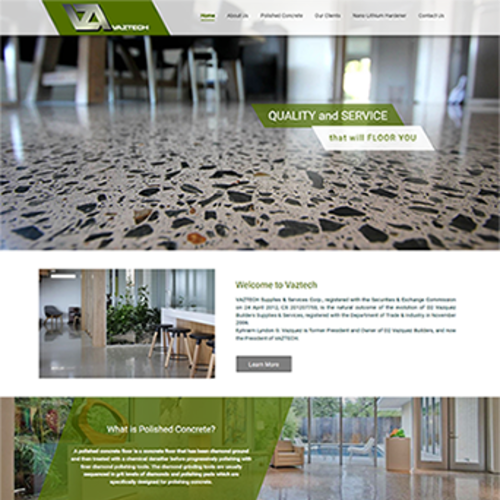 VAZTECH
Home About Us Polished Concrete Our Clients Nano Lithium Hardener Contact Us
QUALITY and SERVICE
that will FLOOR YOU
Welcome to Vaztech
VAZTECH Supplies & Services Corp., registered with the Securities & Exchange Commission
on 24 April 2012, CS 201207755, is the natural outcome of the evolution of D2 Vazquez
Builders Supplies & Services, registered with the Department of Trade & Industry in November
2006.
Ephraim Lyndon S. Vazquez is former President and Owner of D2 Vazquez Builders, and now
the President of VAZTECH.
Learn More
What is Polished Concrete?
A polished concrete floor is a concrete floor that has been diamond ground
and then treated with a chemical densifier before progressively polishing with
finer diamond polishing tools. The diamond grinding tools are usually
sequenced in grit levels of diamonds and polishing pads which are
specifically designed for polishing concrete.